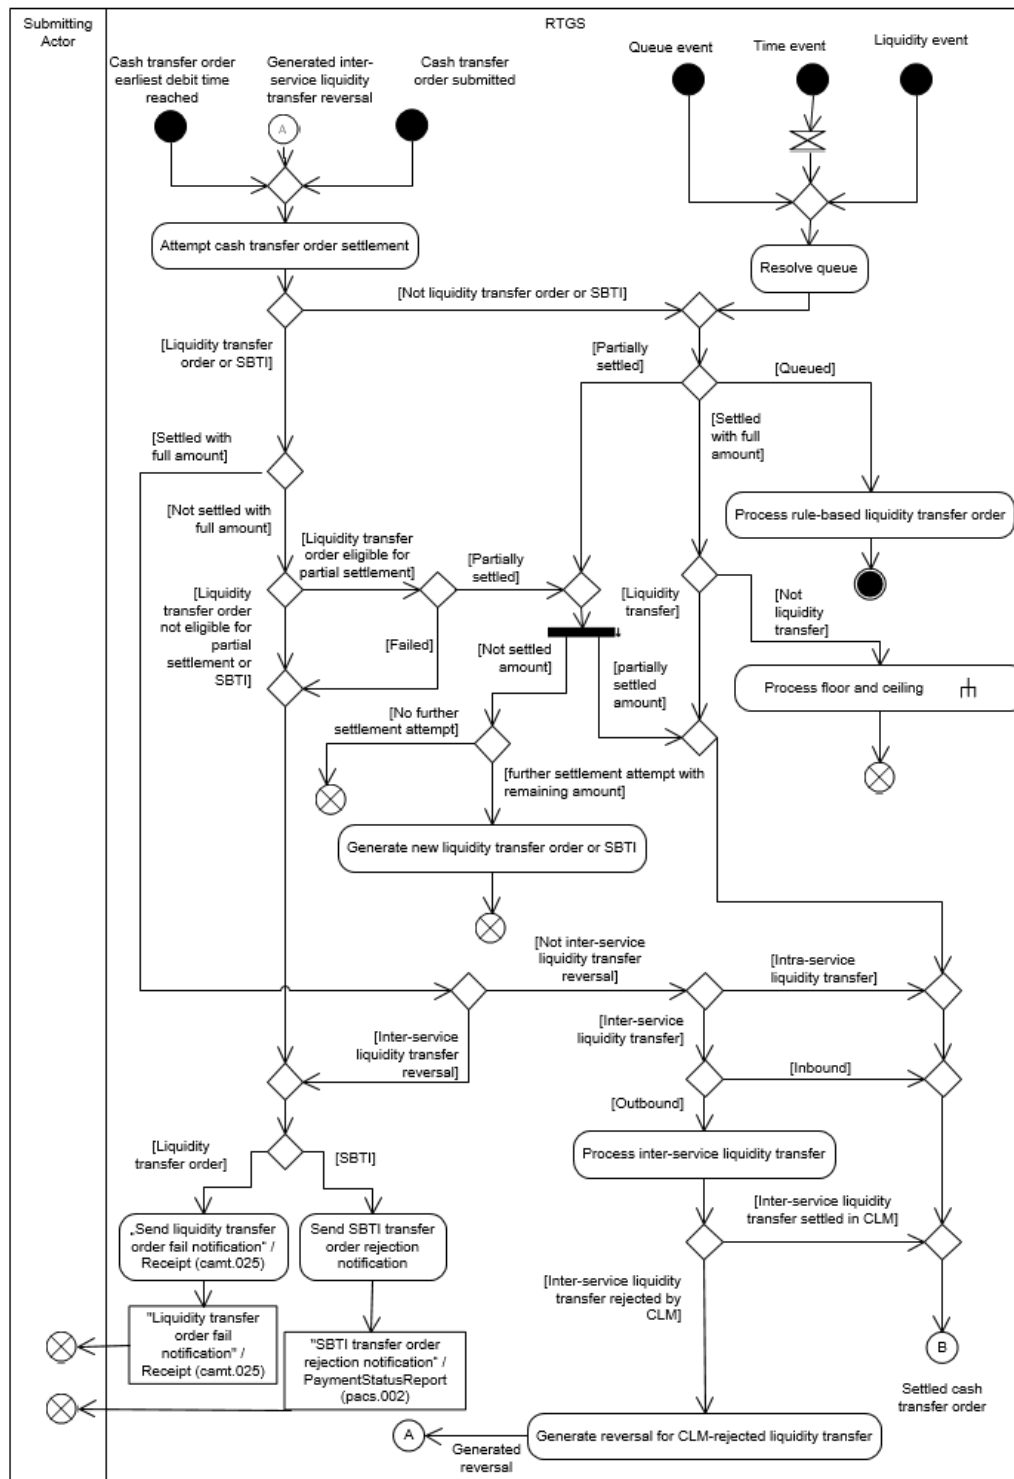 Submitting
Actor
RTGS
Cash transfer order
earliest debit time
reached
Generated inter-
service liquidity
transfer reversal
Cash transfer
order submitted
Queue event
Time event
Liquidity event
A
Attempt cash transfer order settlement
Resolve queue
[Not liquidity transfer order or SBTI]
[Liquidity transfer
order or SBTI]
[Partially
settled]
[Queued]
[Settled
with full
amount]
[Settled with
full amount]
[Not settled with
full amount]
Process rule-based liquidity transfer order
[Liquidity transfer
order eligible for
partial settlement]
[Partially
settled]
[Liquidity
transfer order
not eligible for
partial
settlement or
SBTI]
[Liquidity
transfer]
[Not
liquidity
transfer]
[Failed]
[Not settled
amount]
[partially
settled
amount]
Process floor and ceiling
[No further
settlement attempt]
[further settlement attempt with
remaining amount]
Generate new liquidity transfer order or SBTI
[Not inter-service
liquidity transfer
reversal]
[Intra-service
liquidity transfer]
[Inter-service
liquidity transfer
reversal]
[Inter-service
liquidity transfer]
[Inbound]
[Outbound]
Process inter-service liquidity transfer
[Liquidity
transfer order]
[SBTI]
[Inter-service liquidity
transfer settled in CLM]
„Send liquidity transfer
order fail notification" /
Receipt (camt.025)
Send SBTI transfer
order rejection
notification
[Inter-service liquidity
transfer rejected by
CLM]
"Liquidity transfer
order fail
notification" /
Receipt (camt.025)
"SBTI transfer order
rejection notification" /
PaymentStatusReport
(pacs.002)
B
Settled cash
transfer order
A
Generated
reversal
Generate reversal for CLM-rejected liquidity transfer